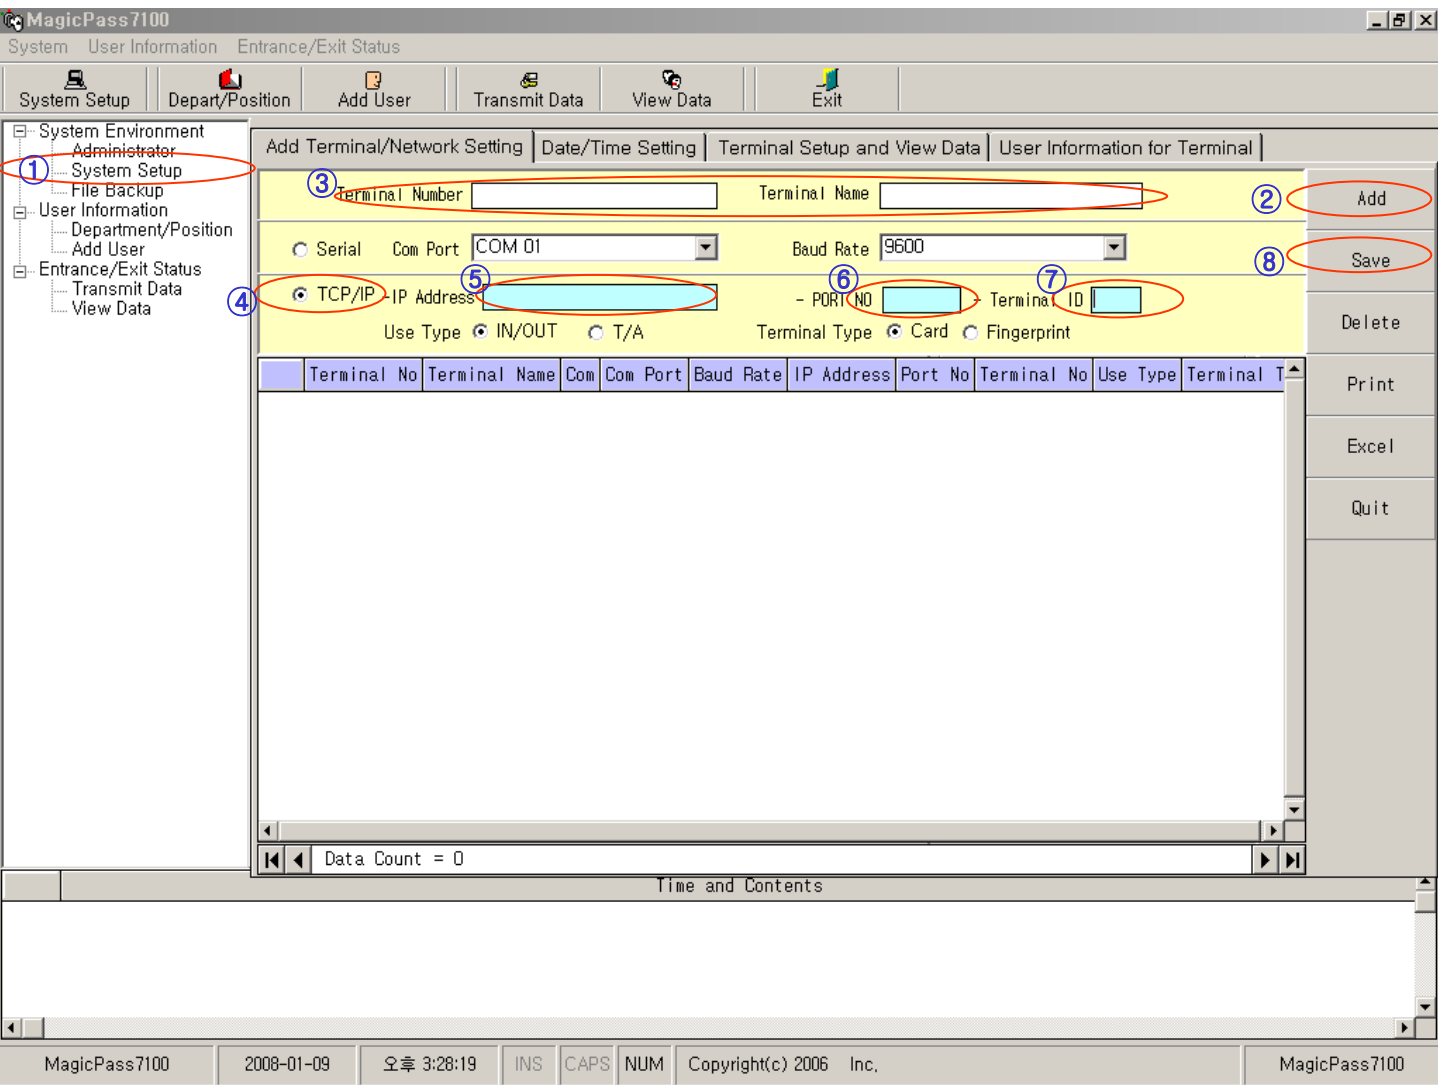 MagicPass7100
System User Information Entrance/Exit Status
System Setup Depart/Position Add User Transmit Data View Data Exit
System Environment
Administrator
① System Setup
File Backup
User Information
Department/Position
Add User
Entrance/Exit Status
Transmit Data
View Data
Add Terminal/Network Setting Date/Time Setting Terminal Setup and View Data User Information for Terminal
③ Terminal Number Terminal Name
Serial Com Port COM 01 Baud Rate 9600
④ TCP/IP -IP Address ⑤ - PORT NO ⑥ - Terminal ID ⑦
Use Type IN/OUT T/A Terminal Type Card Fingerprint
Terminal No Terminal Name Com Com Port Baud Rate IP Address Port No Terminal No Use Type Terminal T
Data Count = 0
② Add
⑧ Save
Delete
Print
Excel
Quit
Time and Contents
MagicPass7100 2008-01-09 오후 3:28:19 INS CAPS NUM Copyright(c) 2006 Inc, MagicPass7100